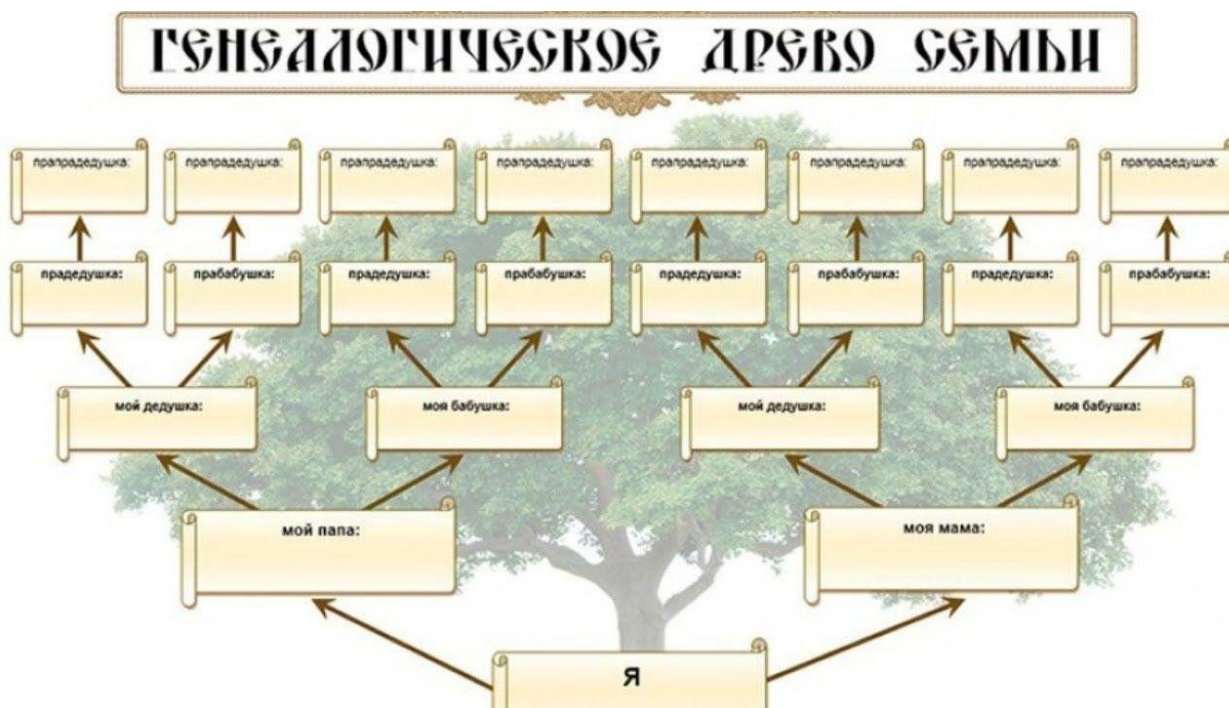 ГЕНЕАЛОГИЧЕСКОЕ ДРЕВО СЕМЬИ
прапрадедушка: прапрадедушка: прапрадедушка: прапрадедушка: прапрадедушка: прапрадедушка: прапрадедушка: прапрадедушка:
прадедушка: прабабушка: прадедушка: прабабушка: прадедушка: прабабушка: прадедушка: прабабушка:
мой дедушка: моя бабушка: мой дедушка: моя бабушка:
мой папа: моя мама:
Я